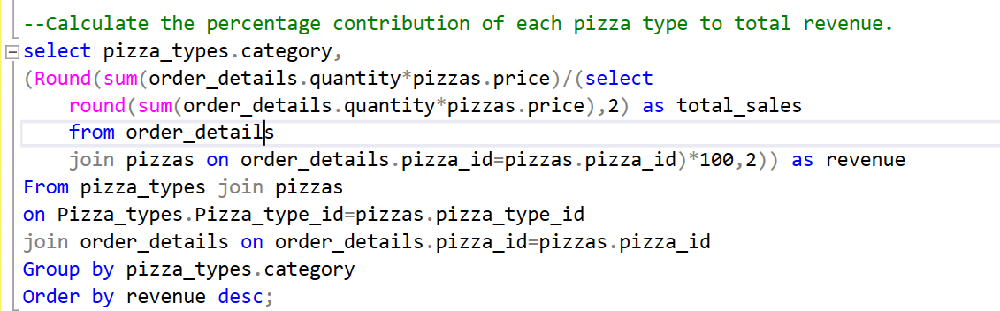 --Calculate the percentage contribution of each pizza type to total revenue.
select pizza_types.category,
(Round(sum(order_details.quantity*pizzas.price)/(select
round(sum(order_details.quantity*pizzas.price),2) as total_sales
from order_details
join pizzas on order_details.pizza_id=pizzas.pizza_id)*100,2)) as revenue
From pizza_types join pizzas
on Pizza_types.Pizza_type_id=pizzas.pizza_type_id
join order_details on order_details.pizza_id=pizzas.pizza_id
Group by pizza_types.category
Order by revenue desc;